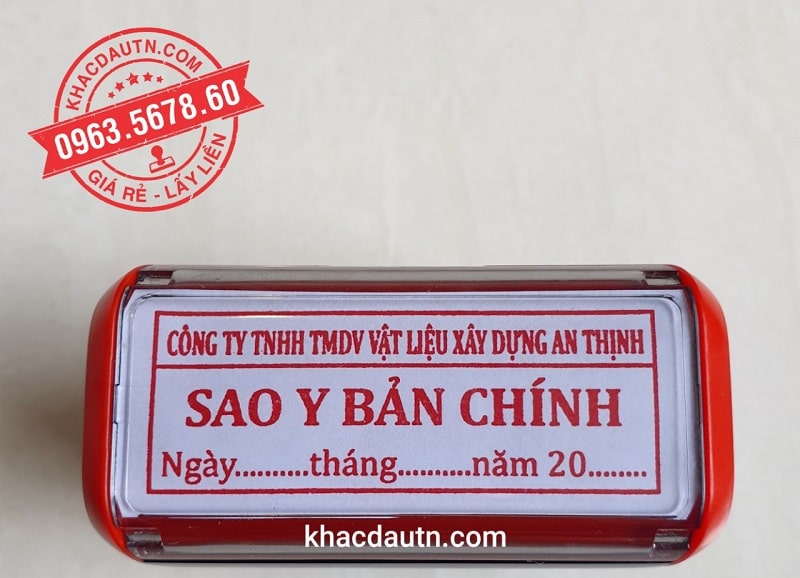 KHACDAUTN.COM
0963.5678.60
GIÁ RẺ - LẤY LIỀN
CÔNG TY TNHH TMDV VẬT LIỆU XÂY DỰNG AN THỊNH
SAO Y BẢN CHÍNH
Ngày..........tháng..........năm 20........
khacdautn.com